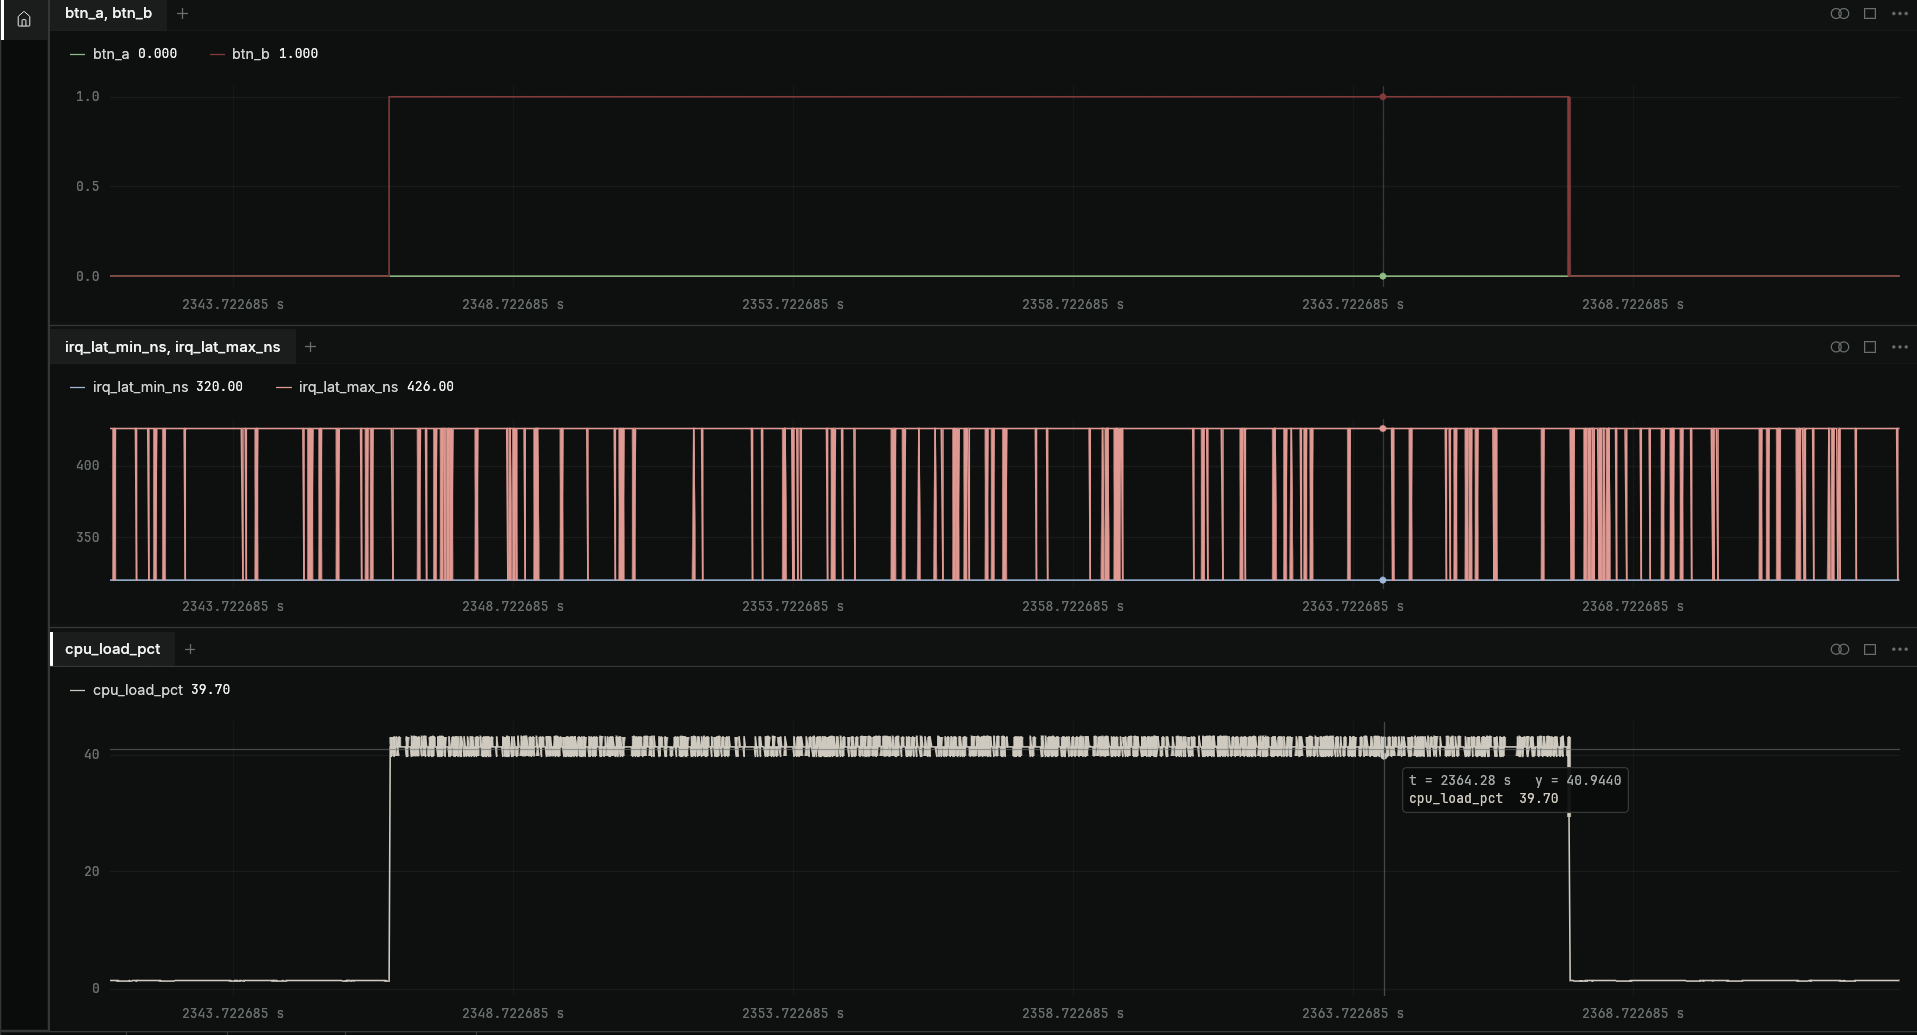 btn_a, btn_b
btn_a 0.000 btn_b 1.000
1.0
0.5
0.0
2343.722685 s 2348.722685 s 2353.722685 s 2358.722685 s 2363.722685 s 2368.722685 s
irq_lat_min_ns, irq_lat_max_ns
irq_lat_min_ns 320.00 irq_lat_max_ns 426.00
400
350
2343.722685 s 2348.722685 s 2353.722685 s 2358.722685 s 2363.722685 s 2368.722685 s
cpu_load_pct
cpu_load_pct 39.70
40
t = 2364.28 s y = 40.9440
cpu_load_pct 39.70
20
0
2343.722685 s 2348.722685 s 2353.722685 s 2358.722685 s 2363.722685 s 2368.722685 s